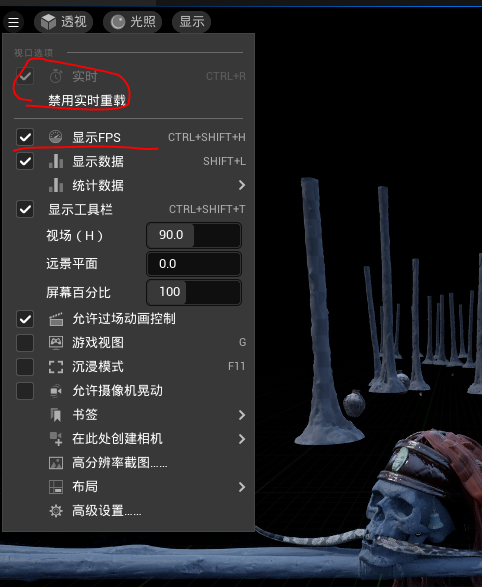 透视 光照 显示
视口选项
实时 CTRL+R
禁用实时重载
显示FPS CTRL+SHIFT+H
显示数据 SHIFT+L
统计数据
显示工具栏 CTRL+SHIFT+T
视场（H） 90.0
远景平面 0.0
屏幕百分比 100
允许过场动画控制
游戏视图 G
沉浸模式 F11
允许摄像机晃动
书签
在此处创建相机
高分辨率截图......
布局
高级设置......